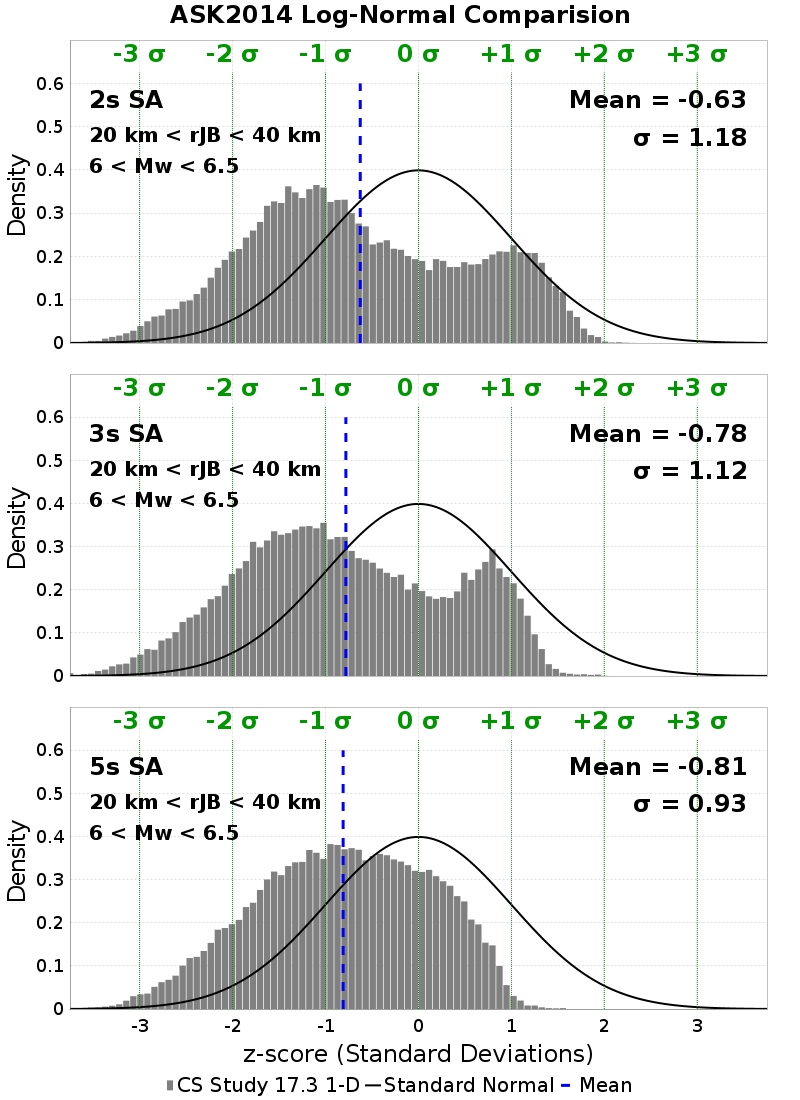 ASK2014 Log-Normal Comparision
-3 σ -2 σ -1 σ 0 σ +1 σ +2 σ +3 σ
0.6
2s SA Mean = -0.63
0.5
20 km < rJB < 40 km σ = 1.18
0.4
6 < Mw < 6.5
0.3
0.2
0.1
0
Density
-3 σ -2 σ -1 σ 0 σ +1 σ +2 σ +3 σ
0.6
3s SA Mean = -0.78
0.5
20 km < rJB < 40 km σ = 1.12
0.4
6 < Mw < 6.5
0.3
0.2
0.1
0
Density
-3 σ -2 σ -1 σ 0 σ +1 σ +2 σ +3 σ
0.6
5s SA Mean = -0.81
0.5
20 km < rJB < 40 km σ = 0.93
0.4
6 < Mw < 6.5
0.3
0.2
0.1
0
Density
-3 -2 -1 0 1 2 3
z-score (Standard Deviations)
CS Study 17.3 1-D Standard Normal Mean